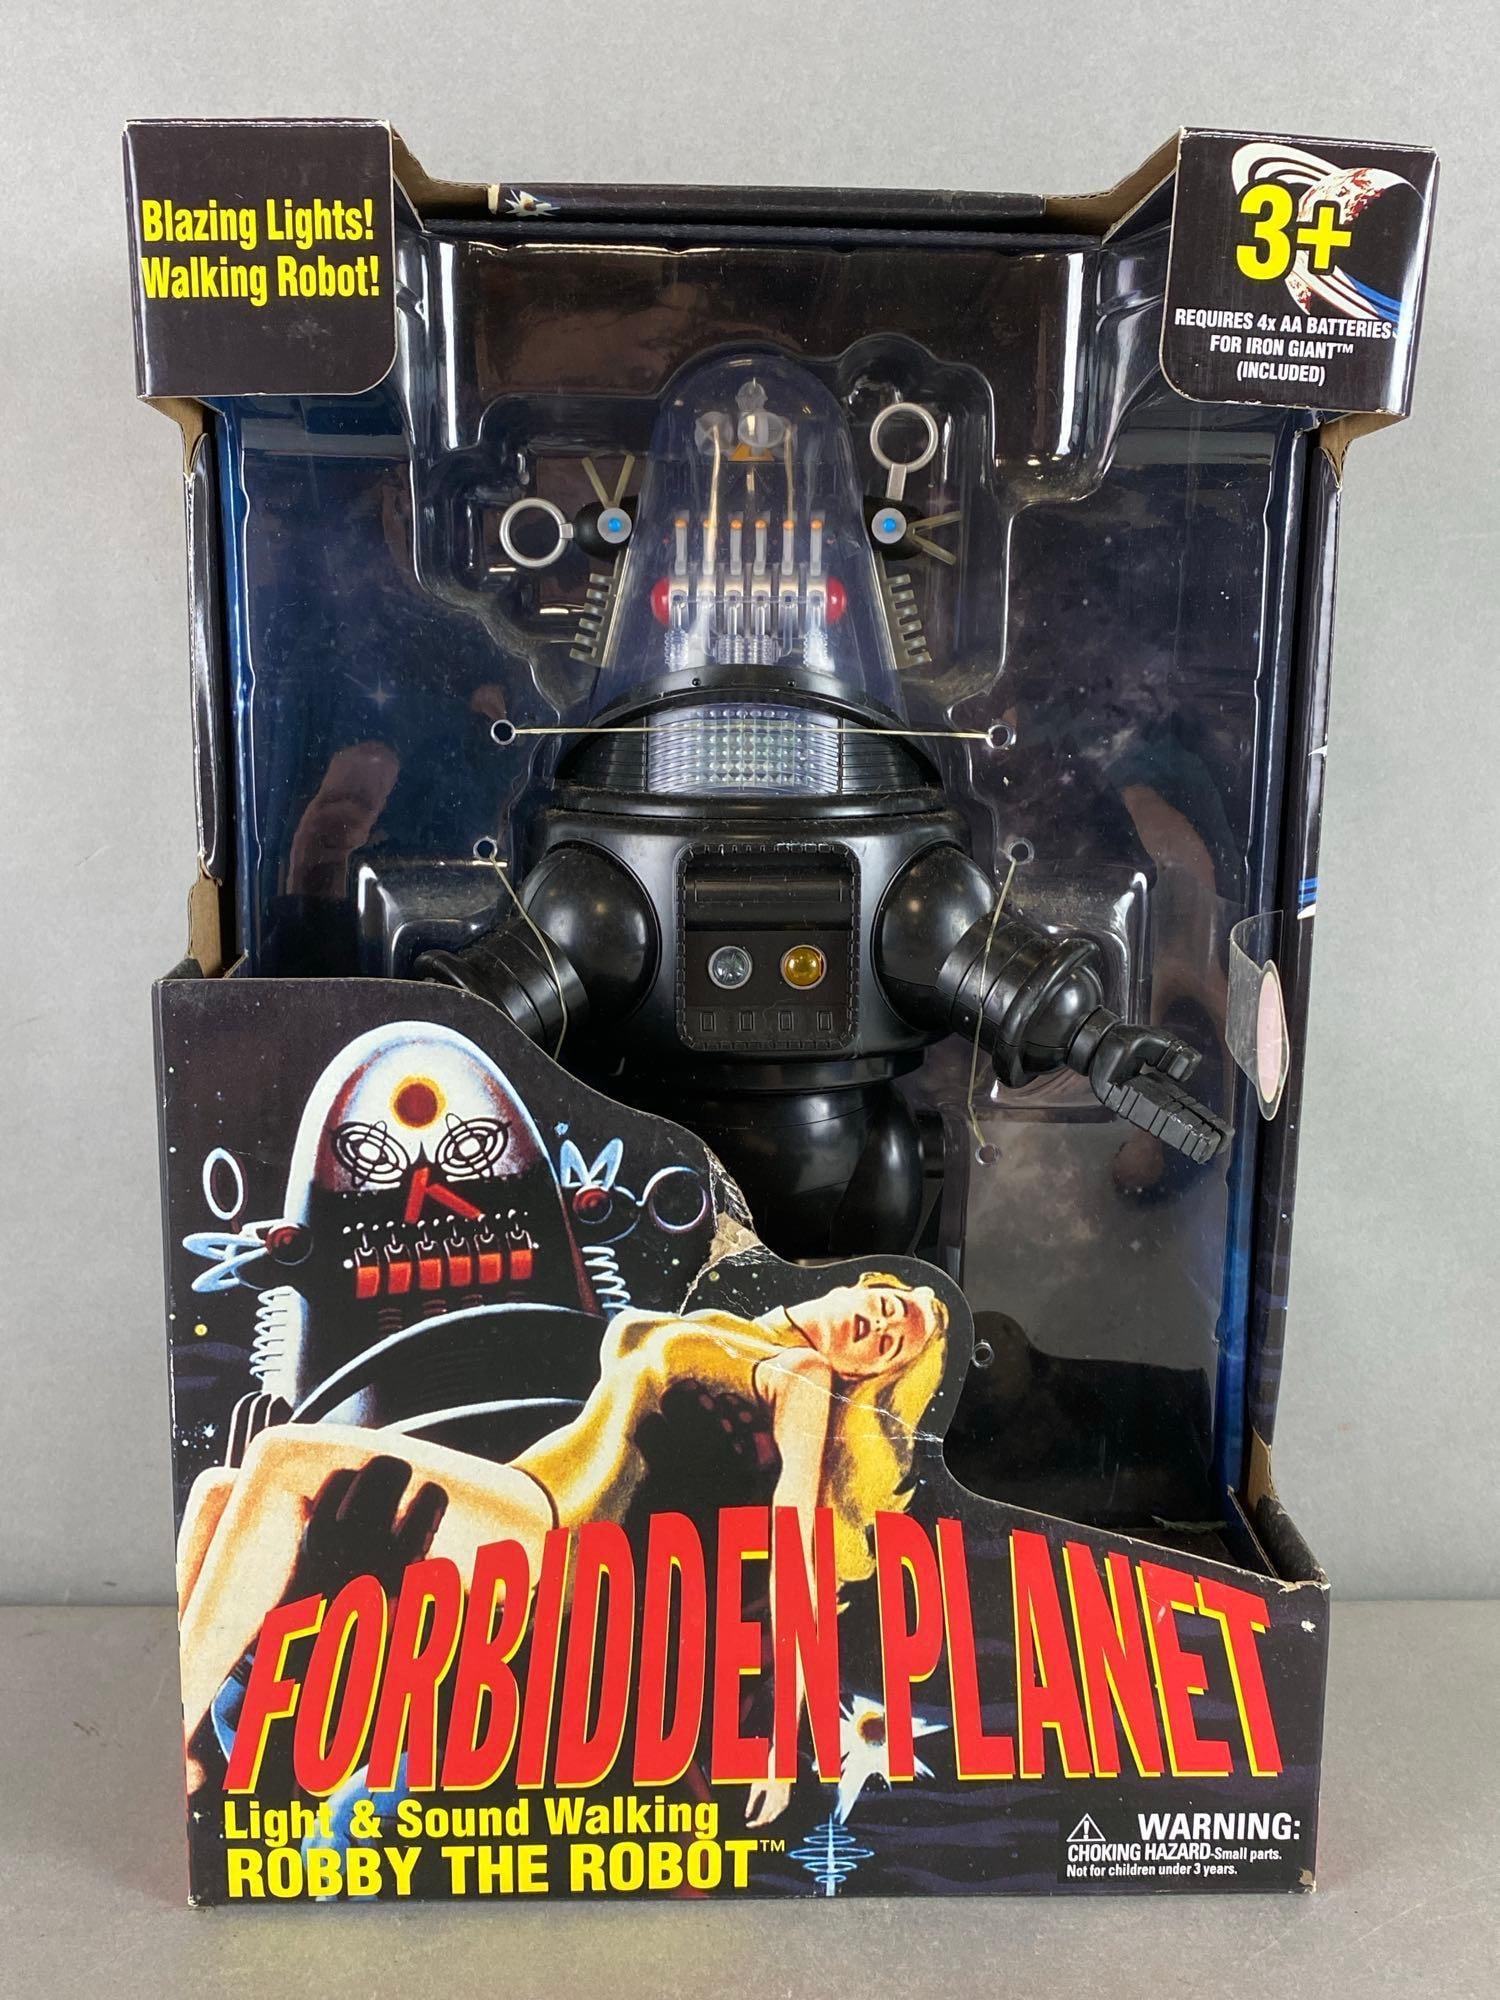 Blazing Lights!
Walking Robot!
3+
REQUIRES 4x AA BATTERIES
FOR IRON GIANT™
(INCLUDED)
FORBIDDEN PLANET
Light & Sound Walking
ROBBY THE ROBOT™
WARNING:
CHOKING HAZARD-Small parts.
Not for children under 3 years.